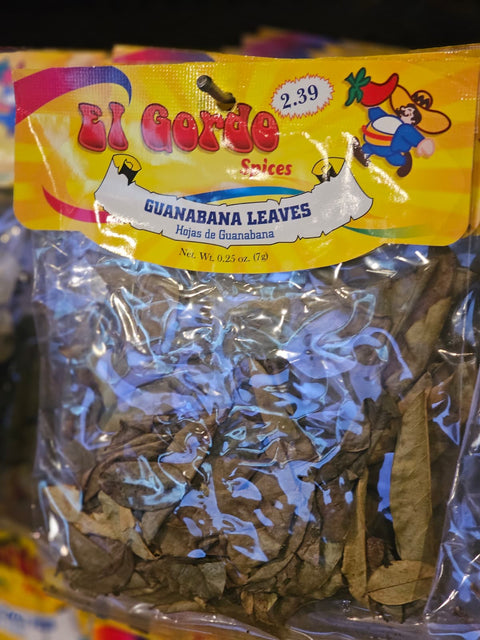 El Gordo
2.39
Spices
GUANABANA LEAVES
Hojas de Guanabana
Net. Wt. 0.25 oz. (7g)